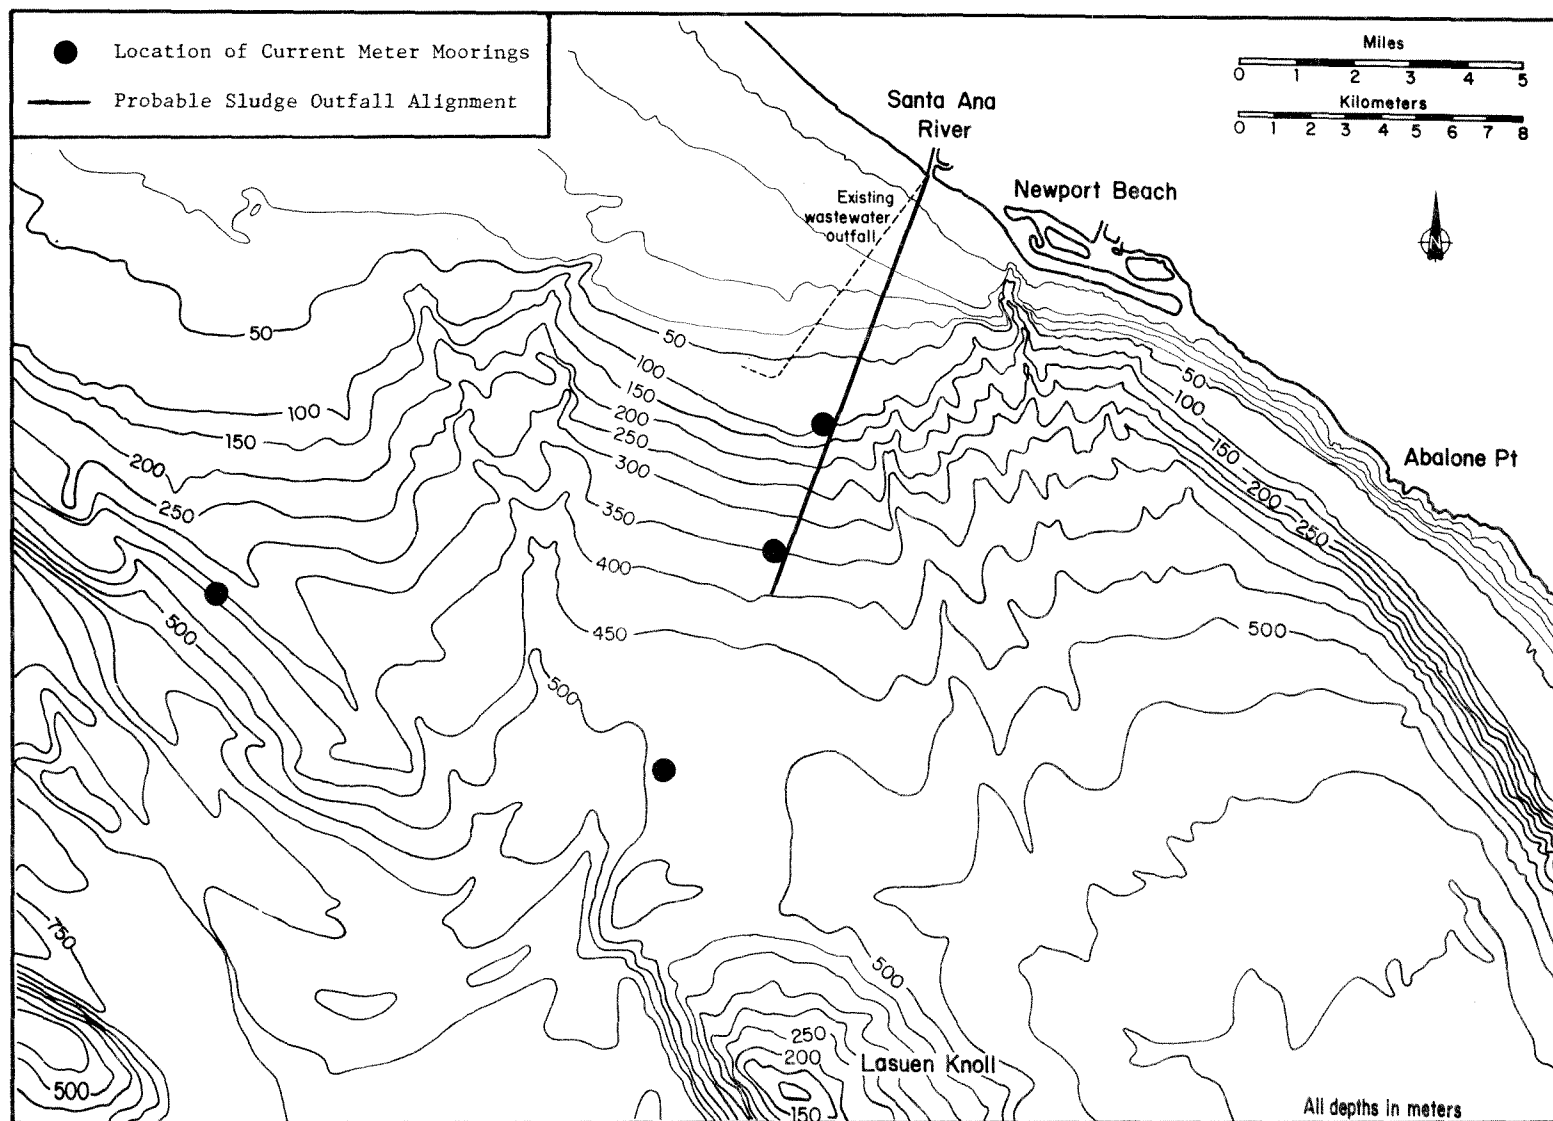 Location of Current Meter Moorings
Probable Sludge Outfall Alignment
Miles
0 1 2 3 4 5
Kilometers
0 1 2 3 4 5 6 7 8
Santa Ana
River
Newport Beach
Existing
wastewater
outfall
N
Abalone Pt
50
100
150
200
250
500
750
500
50
100
150
200
250
300
350
400
450
500
50
100
150
200
250
500
500
250
200
150
Lasuen Knoll
All depths in meters